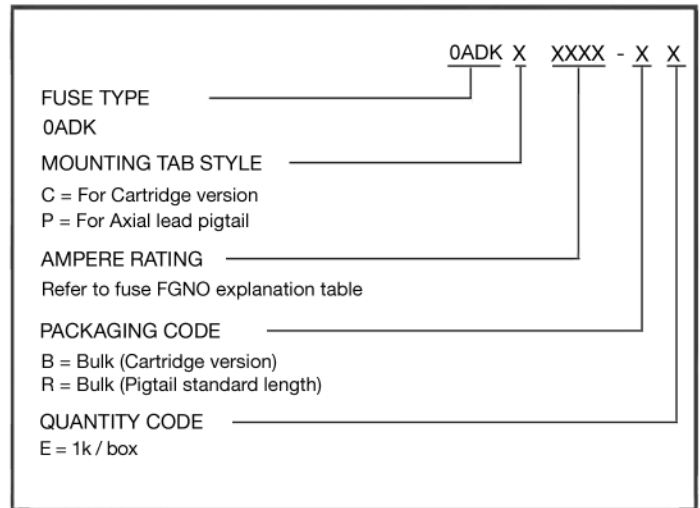 0ADK X XXXX - X X
FUSE TYPE
0ADK
MOUNTING TAB STYLE
C = For Cartridge version
P = For Axial lead pigtail
AMPERE RATING
Refer to fuse FGNO explanation table
PACKAGING CODE
B = Bulk (Cartridge version)
R = Bulk (Pigtail standard length)
QUANTITY CODE
E = 1k / box